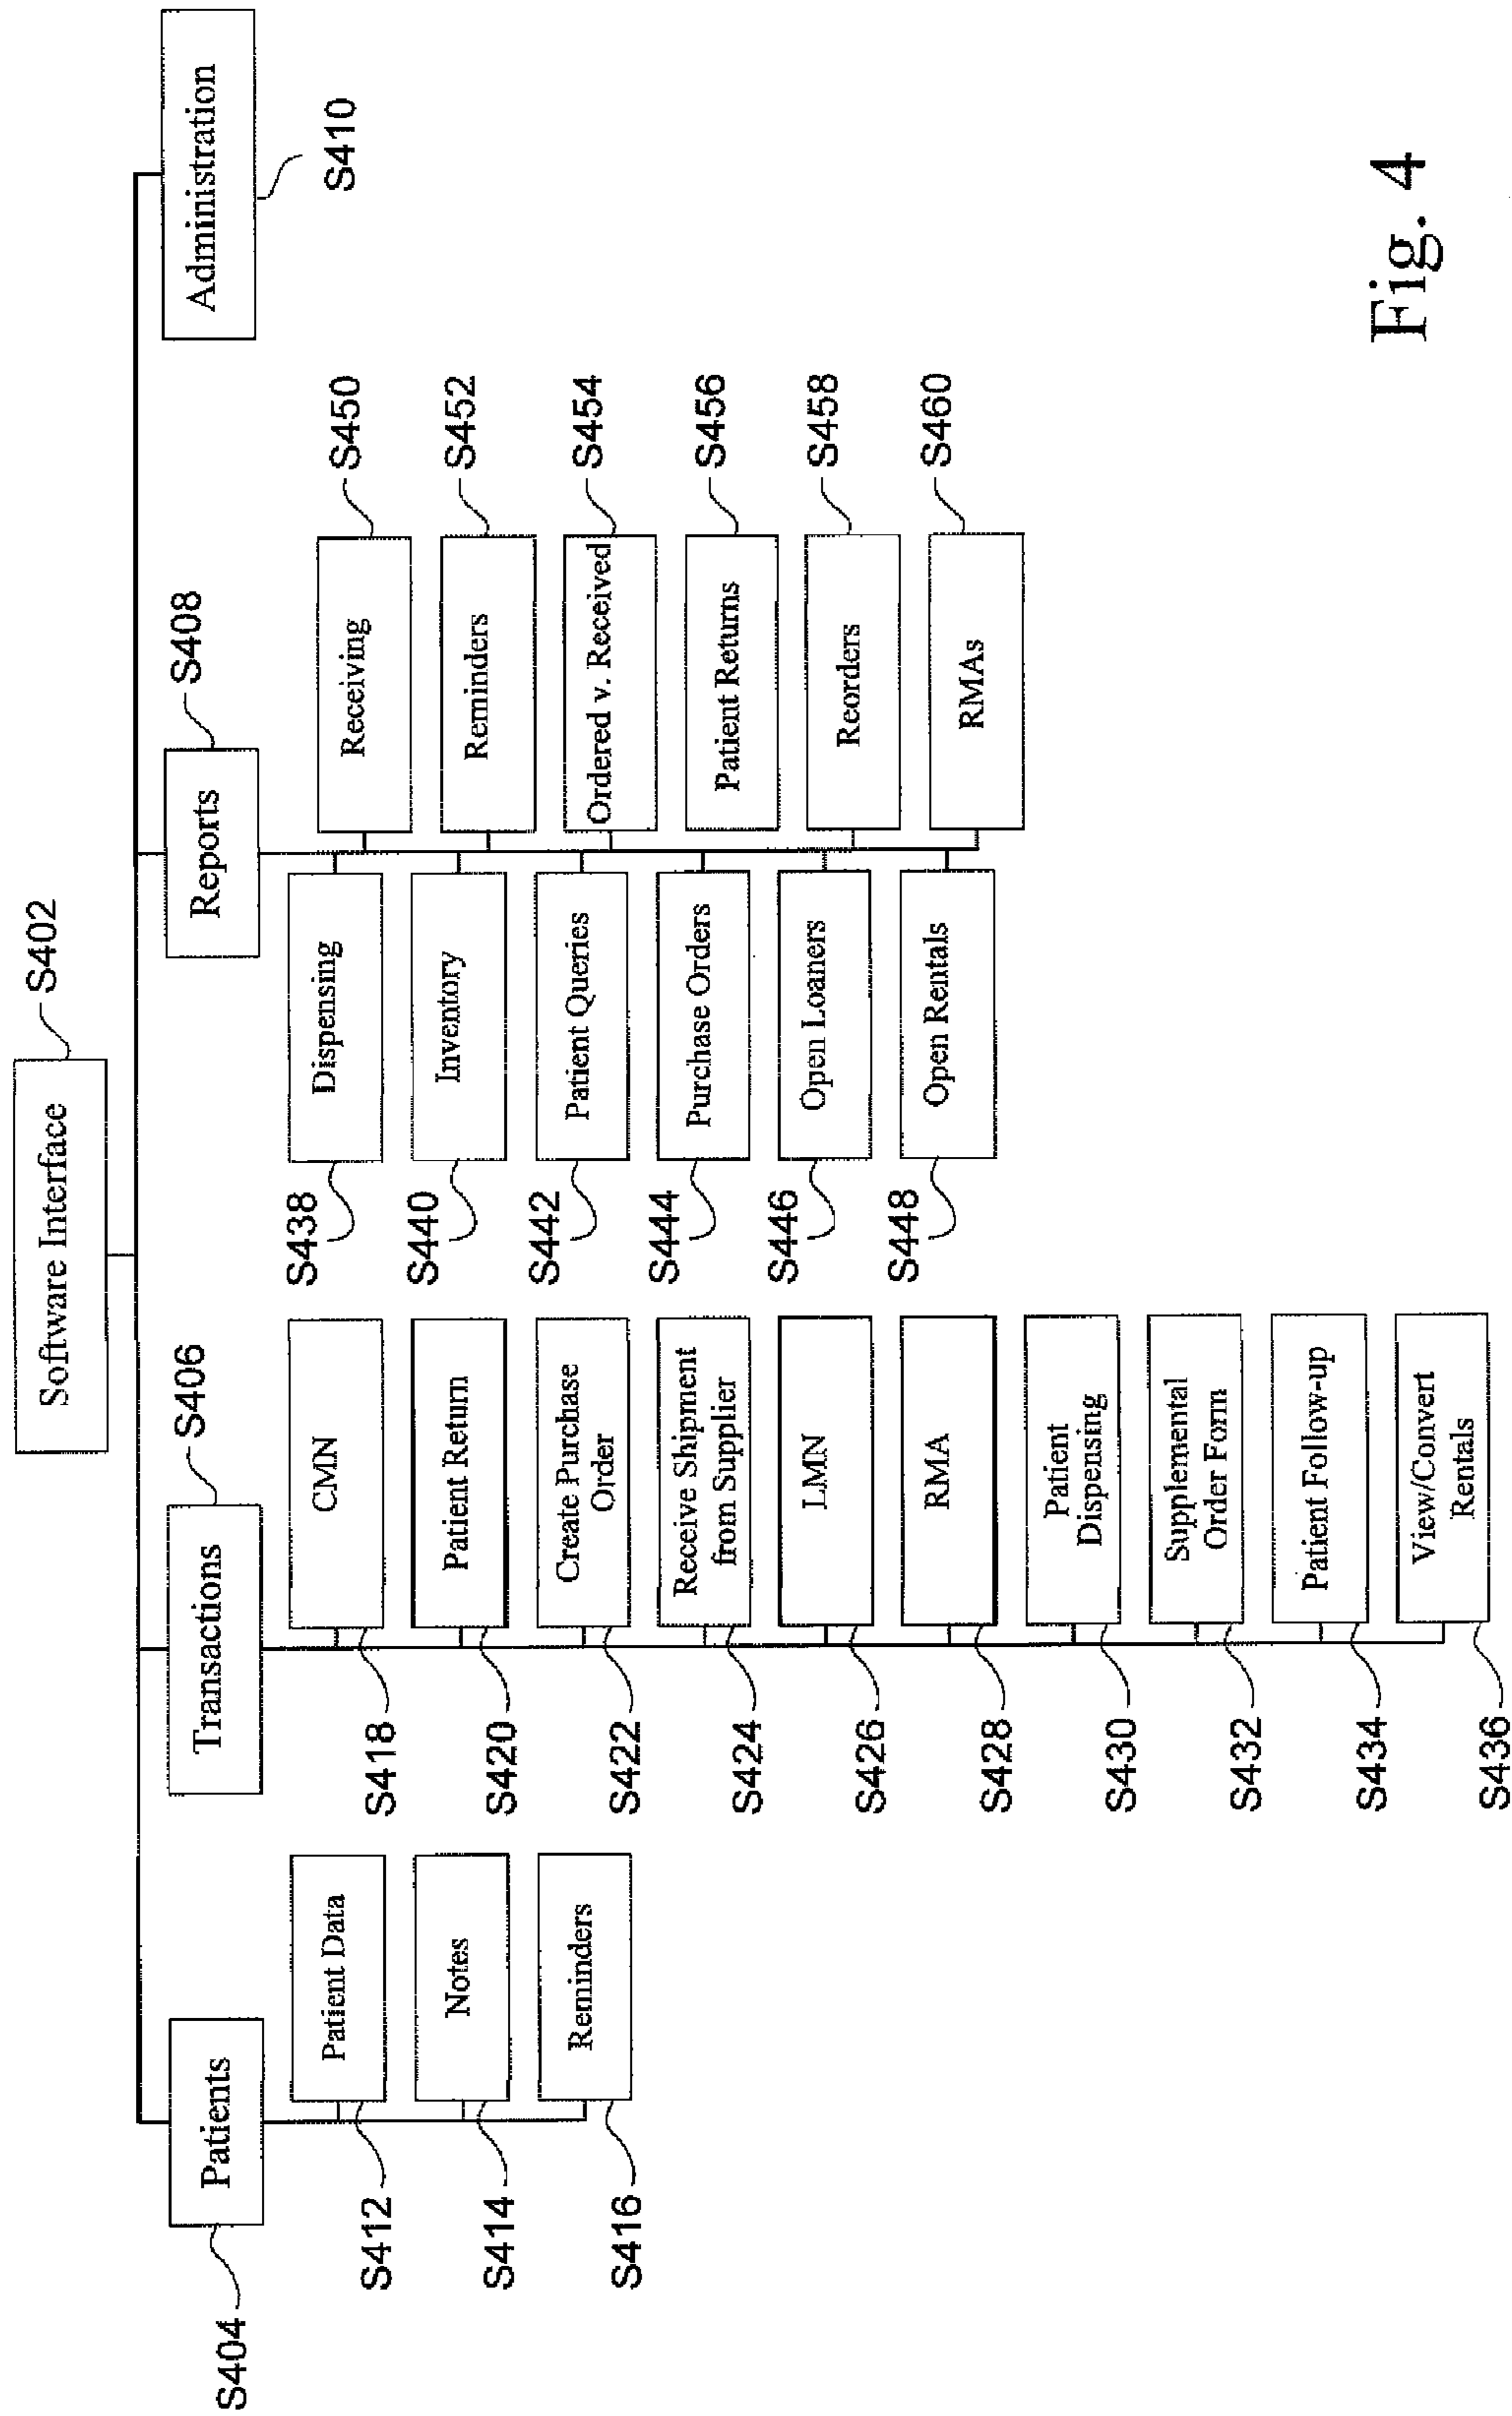 Software Interface
S402
Patients
S404
Transactions
S406
Reports
S408
Administration
S410
Patient Data
S412
Notes
S414
Reminders
S416
CMN
S418
Patient Return
S420
Create Purchase
Order
S422
Receive Shipment
from Supplier
S424
LMN
S426
RMA
S428
Patient
Dispensing
S430
Supplemental
Order Form
S432
Patient Follow-up
S434
View/Convert
Rentals
S436
Dispensing
S438
Inventory
S440
Patient Queries
S442
Purchase Orders
S444
Open Loaners
S446
Open Rentals
S448
Receiving
S450
Reminders
S452
Ordered v. Received
S454
Patient Returns
S456
Reorders
S458
RMAs
S460
Fig. 4